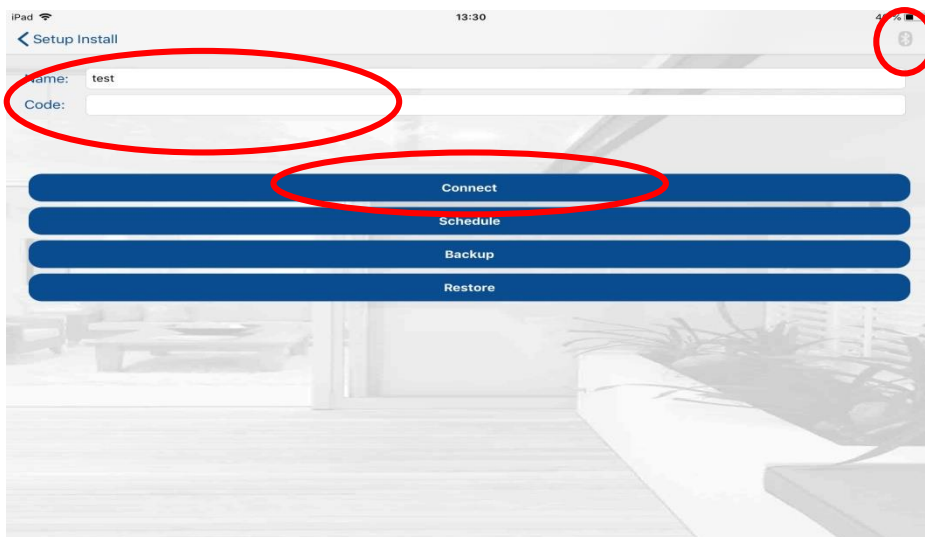 iPad 13:30
Setup Install
Name: test
Code:
Connect
Schedule
Backup
Restore